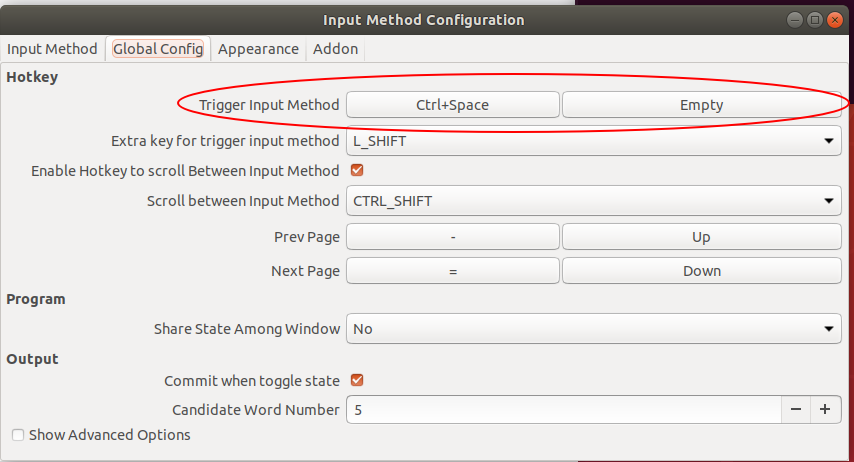 Input Method Configuration
Input Method Global Config Appearance Addon
Hotkey
Trigger Input Method Ctrl+Space Empty
Extra key for trigger input method L_SHIFT
Enable Hotkey to scroll Between Input Method
Scroll between Input Method CTRL_SHIFT
Prev Page - Up
Next Page = Down
Program
Share State Among Window No
Output
Commit when toggle state
Candidate Word Number 5 − +
Show Advanced Options